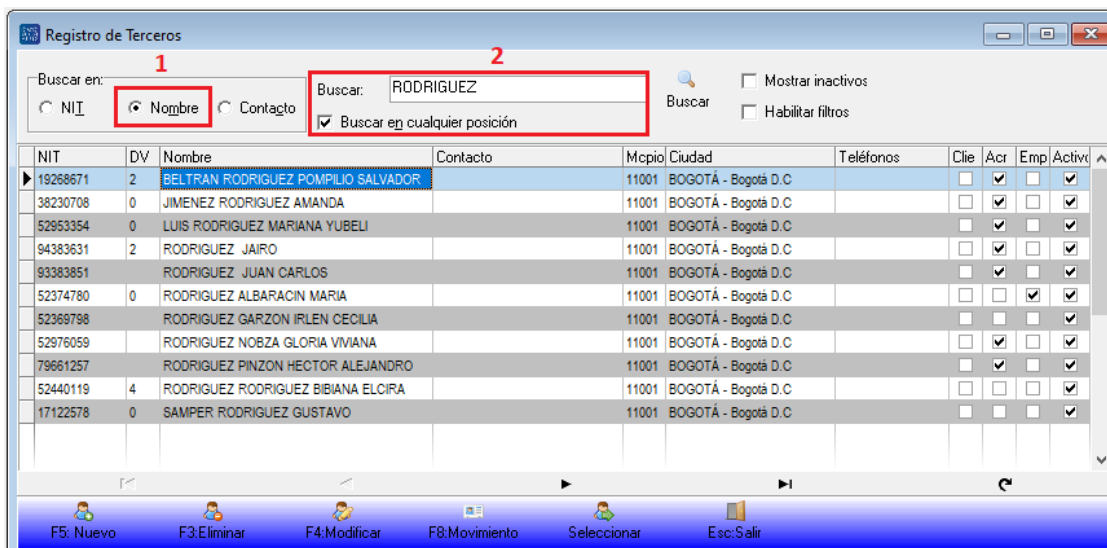 Registro de Terceros
1
2
Buscar en:
NIT
Nombre
Contacto
Buscar:
RODRIGUEZ
Buscar en cualquier posición
Buscar
Mostrar inactivos
Habilitar filtros
NIT DV Nombre Contacto Mcpio Ciudad Teléfonos Clie Acr Emp Activo
19268671 2 BELTRAN RODRIGUEZ POMPILIO SALVADOR 11001 BOGOTÁ - Bogotá D.C
38230708 0 JIMENEZ RODRIGUEZ AMANDA 11001 BOGOTÁ - Bogotá D.C
52953354 0 LUIS RODRIGUEZ MARIANA YUBELI 11001 BOGOTÁ - Bogotá D.C
94383631 2 RODRIGUEZ JAIRO 11001 BOGOTÁ - Bogotá D.C
93383851 RODRIGUEZ JUAN CARLOS 11001 BOGOTÁ - Bogotá D.C
52374780 0 RODRIGUEZ ALBARACIN MARIA 11001 BOGOTÁ - Bogotá D.C
52369798 RODRIGUEZ GARZON IRLEN CECILIA 11001 BOGOTÁ - Bogotá D.C
52976059 RODRIGUEZ NOBZA GLORIA VIVIANA 11001 BOGOTÁ - Bogotá D.C
79661257 RODRIGUEZ PINZON HECTOR ALEJANDRO 11001 BOGOTÁ - Bogotá D.C
52440119 4 RODRIGUEZ RODRIGUEZ BIBIANA ELCIRA 11001 BOGOTÁ - Bogotá D.C
17122578 0 SAMPER RODRIGUEZ GUSTAVO 11001 BOGOTÁ - Bogotá D.C
F5: Nuevo F3:Eliminar F4:Modificar F8:Movimiento Seleccionar Esc:Salir